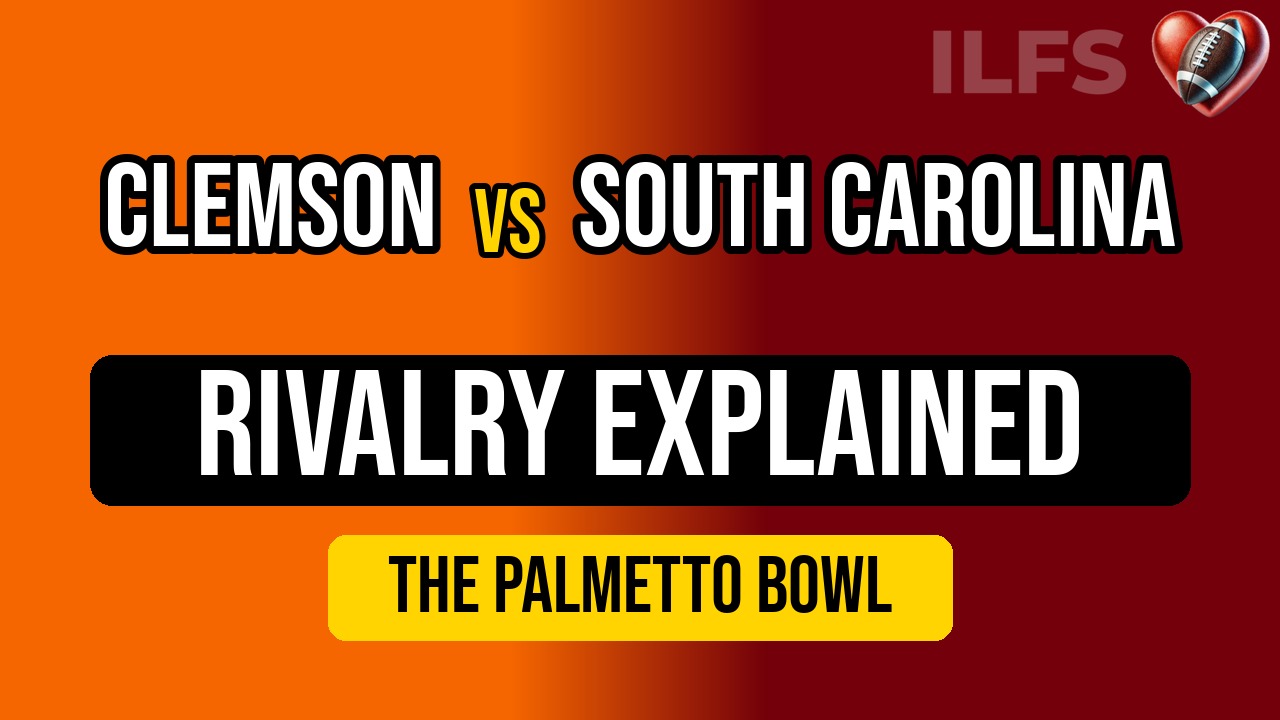 ILFS
CLEMSON VS SOUTH CAROLINA
RIVALRY EXPLAINED
THE PALMETTO BOWL